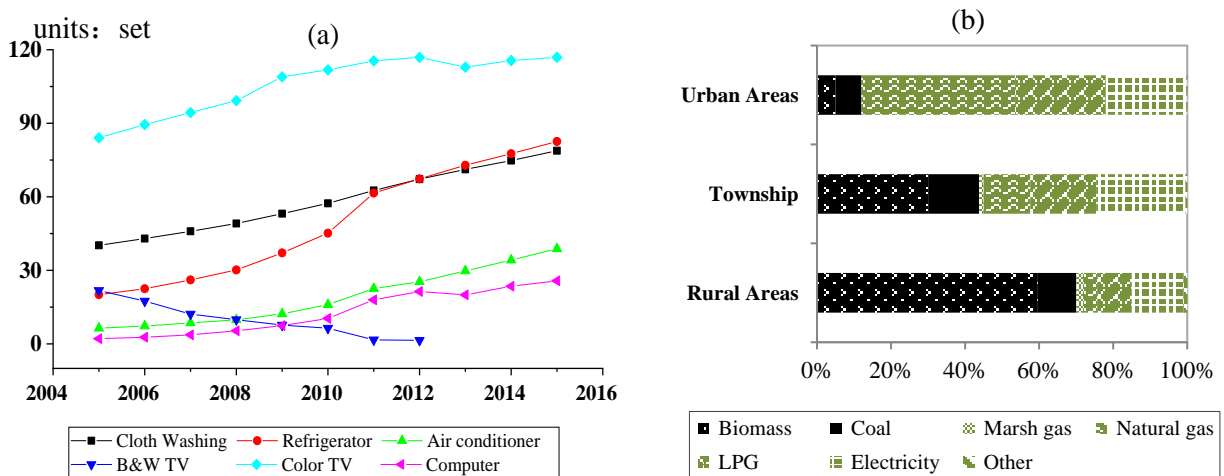 units: set
(a)
120
90
60
30
0
2004 2006 2008 2010 2012 2014 2016
Cloth Washing Refrigerator Air conditioner
B&W TV Color TV Computer
(b)
Urban Areas
Township
Rural Areas
0% 20% 40% 60% 80% 100%
Biomass Coal Marsh gas Natural gas
LPG Electricity Other